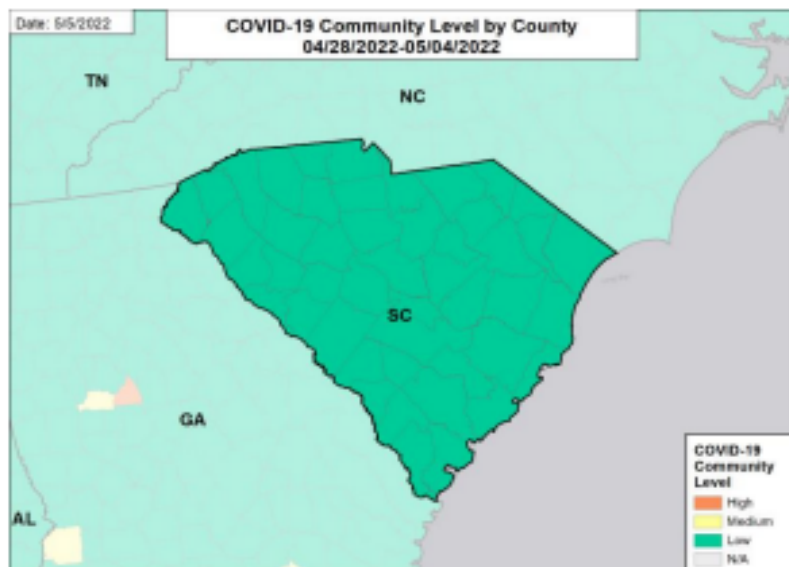 Date: 5/5/2022
COVID-19 Community Level by County
04/28/2022-05/04/2022
TN
NC
SC
GA
AL
COVID-19
Community
Level
High
Medium
Low
N/A